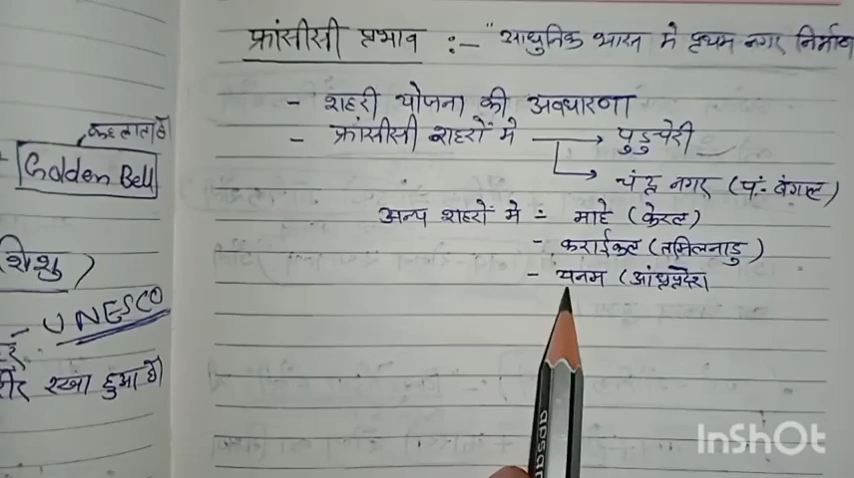 फ्रांसीसी प्रभाव :- "आधुनिक भारत मे प्रथम नगर निर्माण
- शहरी योजना की अवधारणा
- फ्रांसीसी शहरों मे → पुडुचेरी
→ चंद्र नगर (प. बंगाल)
अन्य शहरों मे :- माहे (केरल)
- कराईकल (तमिलनाडु)
- यनम (आंध्रप्रदेश
कहलाता है
Golden Bell
शिशु)
- UNESCO
रखा हुआ है
apsara
InShOt